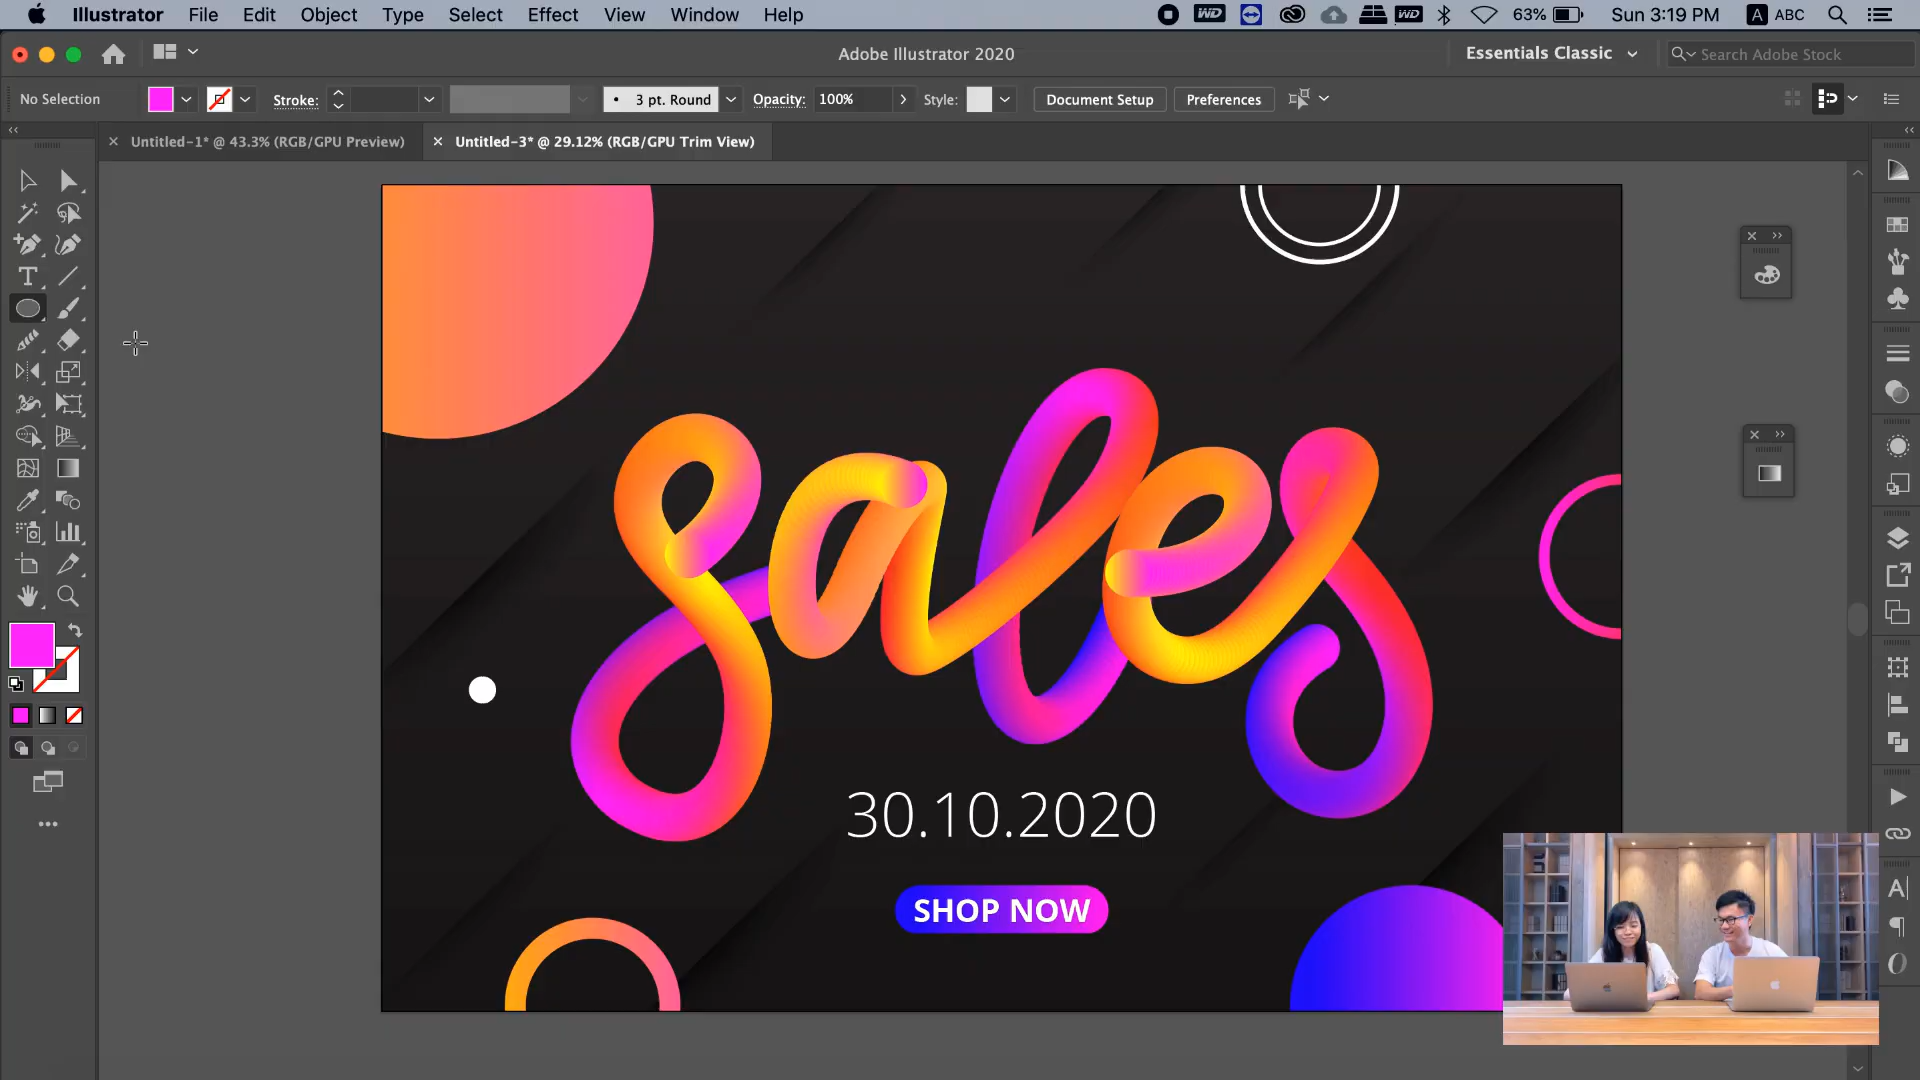 Illustrator File Edit Object Type Select Effect View Window Help
WD WD 63% Sun 3:19 PM A ABC
Adobe Illustrator 2020
Essentials Classic
Search Adobe Stock
No Selection Stroke: 3 pt. Round Opacity: 100% Style: Document Setup Preferences
Untitled-1* @ 43.3% (RGB/GPU Preview) Untitled-3* @ 29.12% (RGB/GPU Trim View)
sales
30.10.2020
SHOP NOW